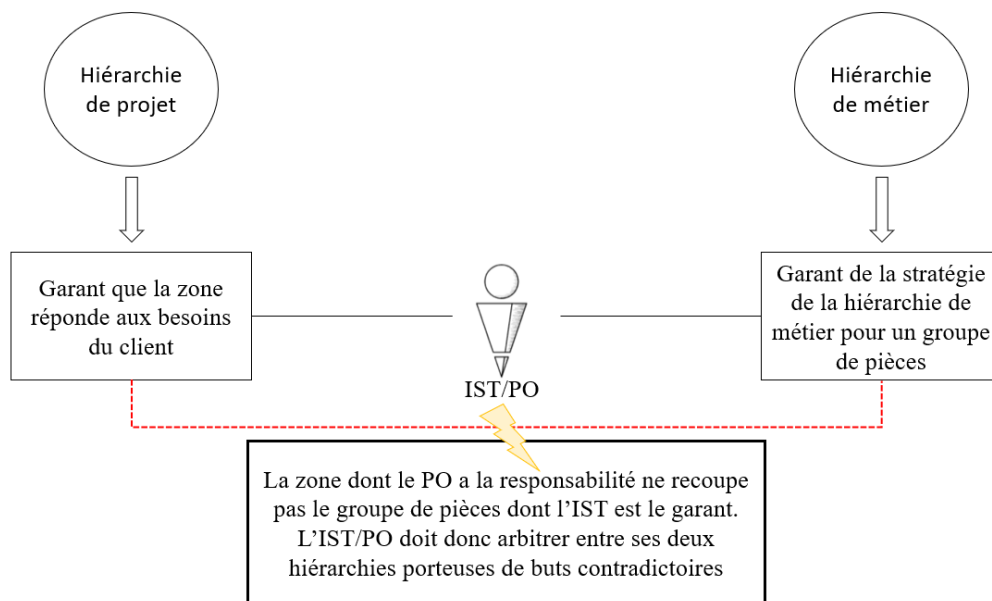 Hiérarchie
de projet
Hiérarchie
de métier
Garant que la zone
réponde aux besoins
du client
Garant de la stratégie
de la hiérarchie de
métier pour un groupe
de pièces
IST/PO
La zone dont le PO a la responsabilité ne recoupe
pas le groupe de pièces dont l’IST est le garant.
L’IST/PO doit donc arbitrer entre ses deux
hiérarchies porteuses de buts contradictoires